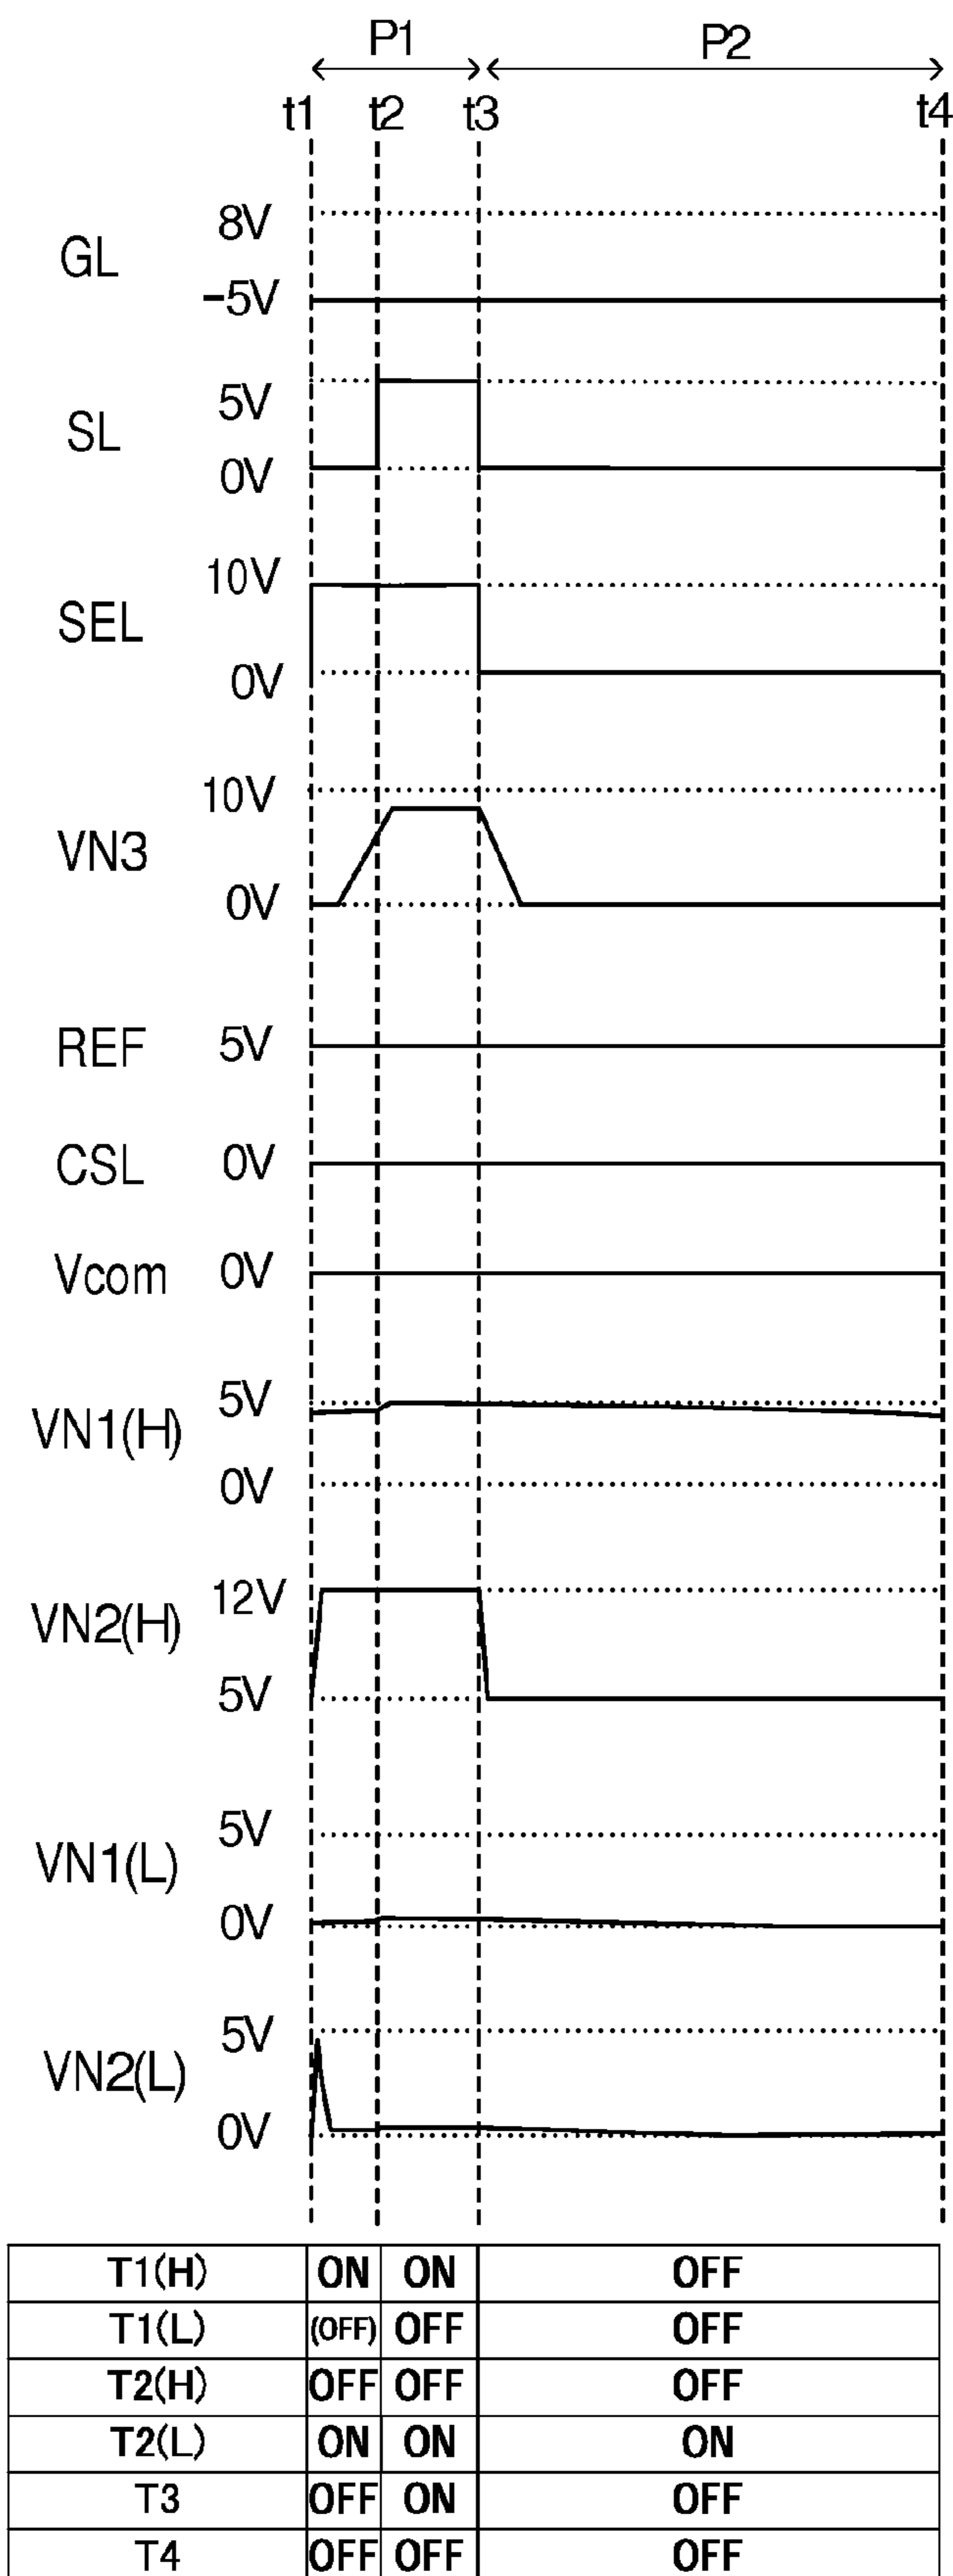 P1 P2
t1 t2 t3 t4
8V
GL
-5V
5V
SL
0V
10V
SEL
0V
10V
VN3
0V
REF 5V
CSL 0V
Vcom 0V
5V
VN1(H)
0V
12V
VN2(H)
5V
5V
VN1(L)
0V
5V
VN2(L)
0V
T1(H) ON ON OFF
T1(L) (OFF) OFF OFF
T2(H) OFF OFF OFF
T2(L) ON ON ON
T3 OFF ON OFF
T4 OFF OFF OFF